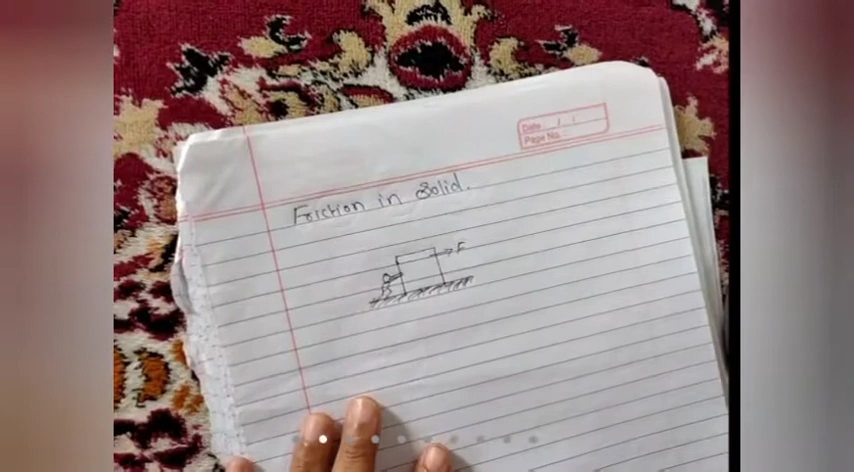 Date / /
Page No. :
Friction in Solid.
F